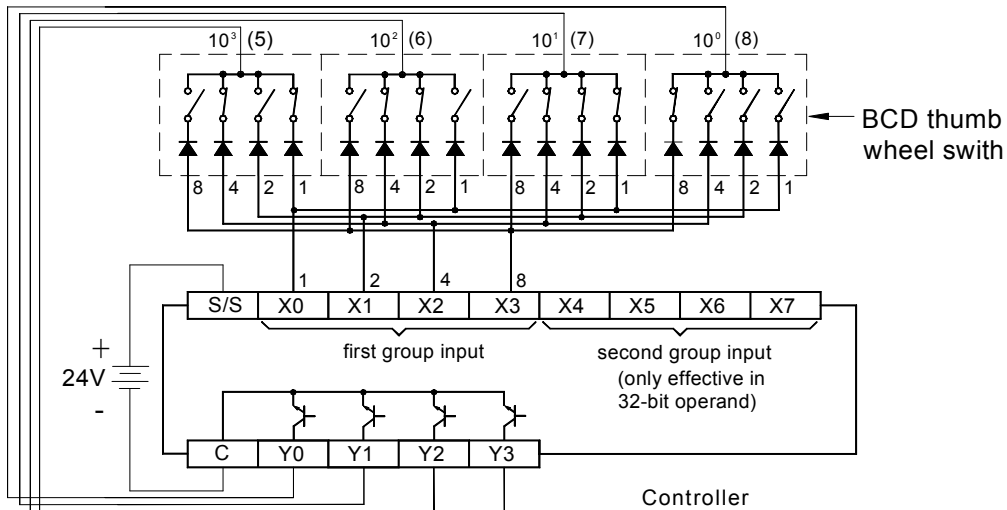 10³ (5) 10² (6) 10¹ (7) 10⁰ (8)
BCD thumb
wheel swith
8 4 2 1 8 4 2 1 8 4 2 1 8 4 2 1
1 2 4 8
S/S X0 X1 X2 X3 X4 X5 X6 X7
first group input
second group input
(only effective in
32-bit operand)
+
24V
-
C Y0 Y1 Y2 Y3
Controller